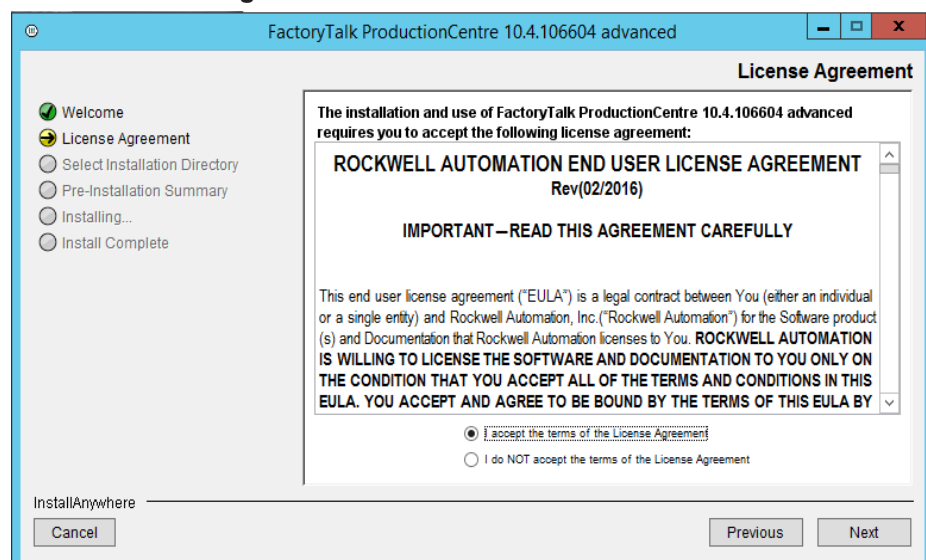 FactoryTalk ProductionCentre 10.4.106604 advanced
License Agreement
Welcome
License Agreement
Select Installation Directory
Pre-Installation Summary
Installing...
Install Complete
The installation and use of FactoryTalk ProductionCentre 10.4.106604 advanced
requires you to accept the following license agreement:
ROCKWELL AUTOMATION END USER LICENSE AGREEMENT
Rev(02/2016)
IMPORTANT—READ THIS AGREEMENT CAREFULLY
This end user license agreement (“EULA”) is a legal contract between You (either an individual
or a single entity) and Rockwell Automation, Inc.(“Rockwell Automation”) for the Software product
(s) and Documentation that Rockwell Automation licenses to You. ROCKWELL AUTOMATION
IS WILLING TO LICENSE THE SOFTWARE AND DOCUMENTATION TO YOU ONLY ON
THE CONDITION THAT YOU ACCEPT ALL OF THE TERMS AND CONDITIONS IN THIS
EULA. YOU ACCEPT AND AGREE TO BE BOUND BY THE TERMS OF THIS EULA BY
I accept the terms of the License Agreement
I do NOT accept the terms of the License Agreement
InstallAnywhere
Cancel
Previous
Next